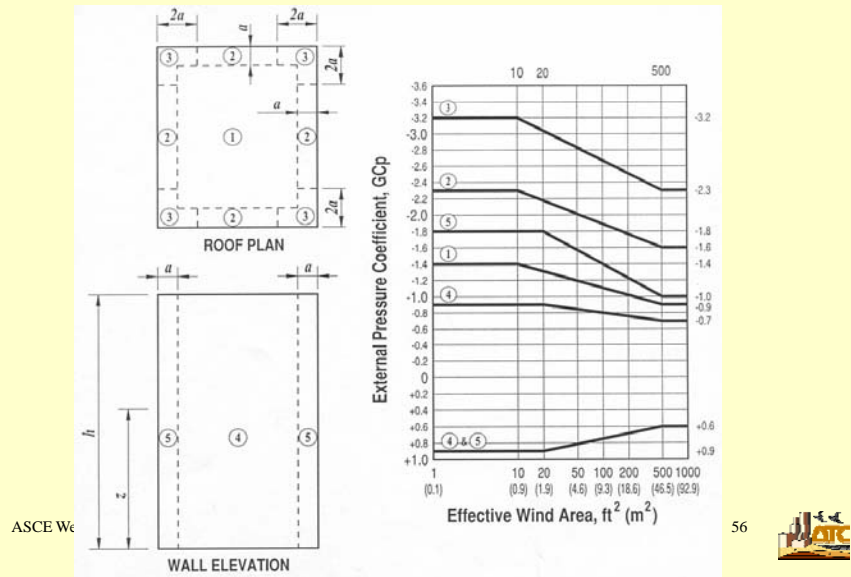 2a
a
2a
③ ② ③
2a
a
② ① ②
2a
③ ② ③
ROOF PLAN
a
a
h
z
⑤ ④ ⑤
WALL ELEVATION
10 20 500
External Pressure Coefficient, GCp
-3.6
-3.4
-3.2
-3.0
-2.8
-2.6
-2.4
-2.2
-2.0
-1.8
-1.6
-1.4
-1.2
-1.0
-0.8
-0.6
-0.4
-0.2
0
+0.2
+0.4
+0.6
+0.8
+1.0
③
②
⑤
①
④
④ & ⑤
-3.2
-2.3
-1.8
-1.6
-1.4
-1.0
-0.9
-0.7
+0.6
+0.9
1 10 20 50 100 200 500 1000
(0.1) (0.9) (1.9) (4.6) (9.3) (18.6) (46.5) (92.9)
Effective Wind Area, ft² (m²)
ASCE We
56
ATC